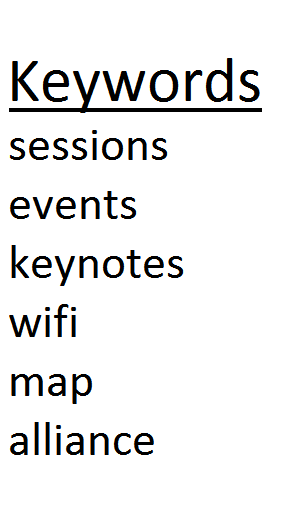 Keywords
sessions
events
keynotes
wifi
map
alliance